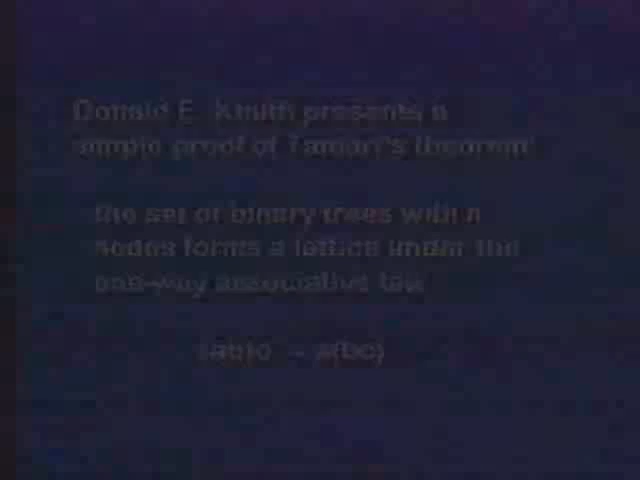 Donald E. Knuth presents a
simple proof of Tamari's theorem:
the set of binary trees with n
nodes forms a lattice under the
one-way associative law
(ab)c → a(bc)